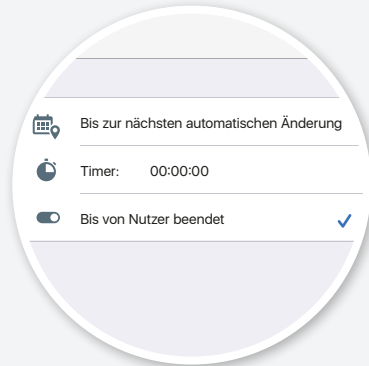 Bis zur nächsten automatischen Änderung
Timer: 00:00:00
Bis von Nutzer beendet